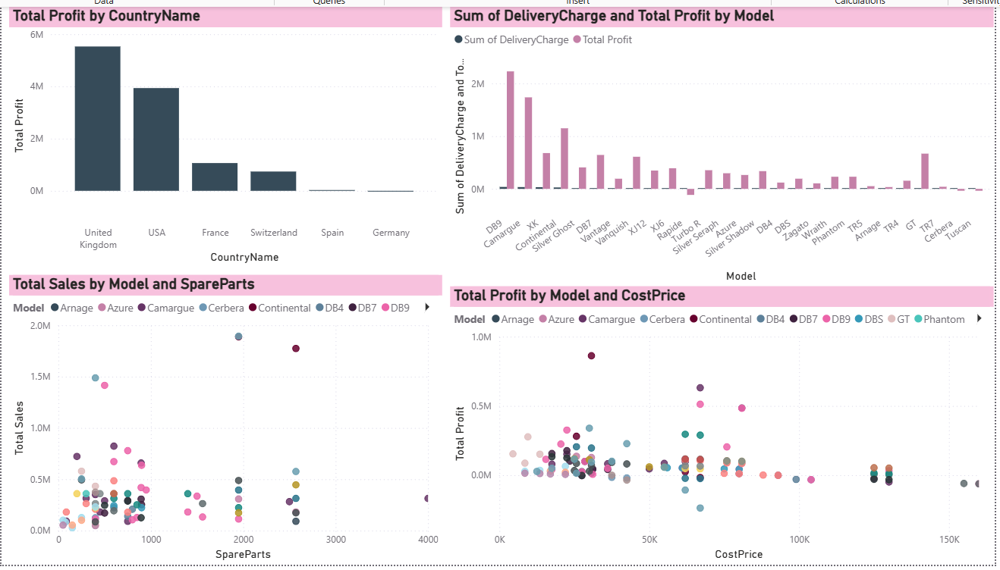 Data Queries Insert Calculations
Total Profit by CountryName
6M
4M
2M
0M
Total Profit
United Kingdom
USA
France
Switzerland
Spain
Germany
CountryName
Sum of DeliveryCharge and Total Profit by Model
Sum of DeliveryCharge Total Profit
2M
1M
0M
Sum of DeliveryCharge and To...
DB9
Camargue
XK
Continental
Silver Ghost
DB7
Vantage
Vanquish
XJ12
XJ6
Rapide
Turbo R
Silver Seraph
Azure
Silver Shadow
DB4
DBS
Zagato
Wraith
Phantom
TR5
Arnage
TR4
GT
TR7
Cerbera
Tuscan
Model
Total Sales by Model and SpareParts
Model Arnage Azure Camargue Cerbera Continental DB4 DB7 DB9
2.0M
1.5M
1.0M
0.5M
0.0M
Total Sales
0 1000 2000 3000 4000
SpareParts
Total Profit by Model and CostPrice
Model Arnage Azure Camargue Cerbera Continental DB4 DB7 DB9 DBS GT Phantom
1.0M
0.5M
0.0M
Total Profit
0K 50K 100K 150K
CostPrice